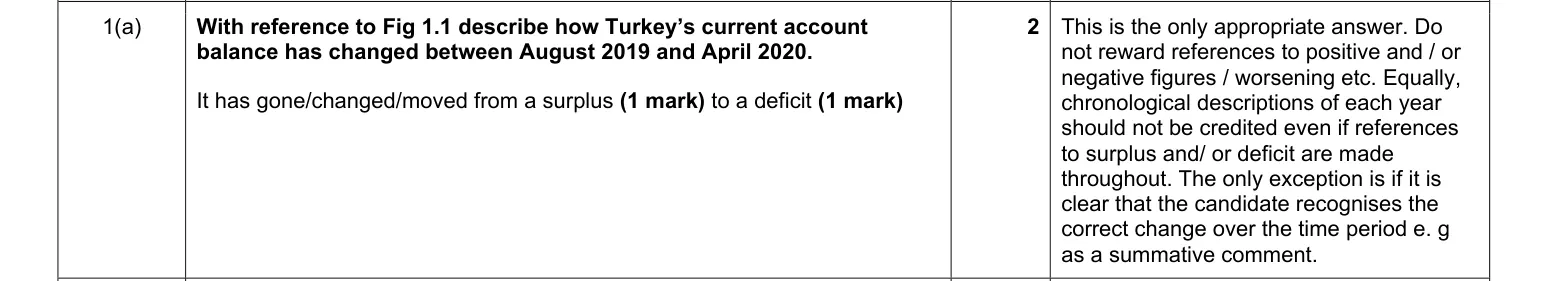 1(a)
With reference to Fig 1.1 describe how Turkey’s current account
balance has changed between August 2019 and April 2020.
It has gone/changed/moved from a surplus (1 mark) to a deficit (1 mark)
2
This is the only appropriate answer. Do
not reward references to positive and / or
negative figures / worsening etc. Equally,
chronological descriptions of each year
should not be credited even if references
to surplus and/ or deficit are made
throughout. The only exception is if it is
clear that the candidate recognises the
correct change over the time period e. g
as a summative comment.